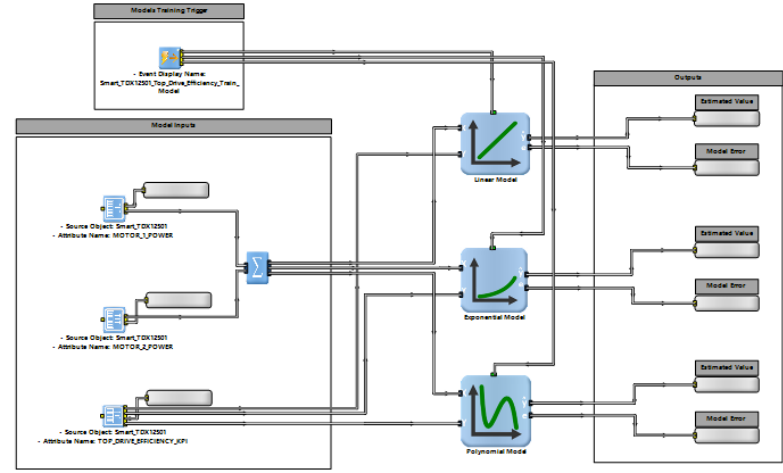 Models Training Trigger
- Event Display Name:
Smart_TDX12501_Top_Drive_Efficiency_Train_
Model
Model Inputs
- Source Object: Smart_TDX12501
- Attribute Name: MOTOR_1_POWER
- Source Object: Smart_TDX12501
- Attribute Name: MOTOR_2_POWER
- Source Object: Smart_TDX12501
- Attribute Name: TOP_DRIVE_EFFICIENCY_KPI
Σ
Linear Model
Exponential Model
Polynomial Model
Outputs
Estimated Value
Model Error
Estimated Value
Model Error
Estimated Value
Model Error